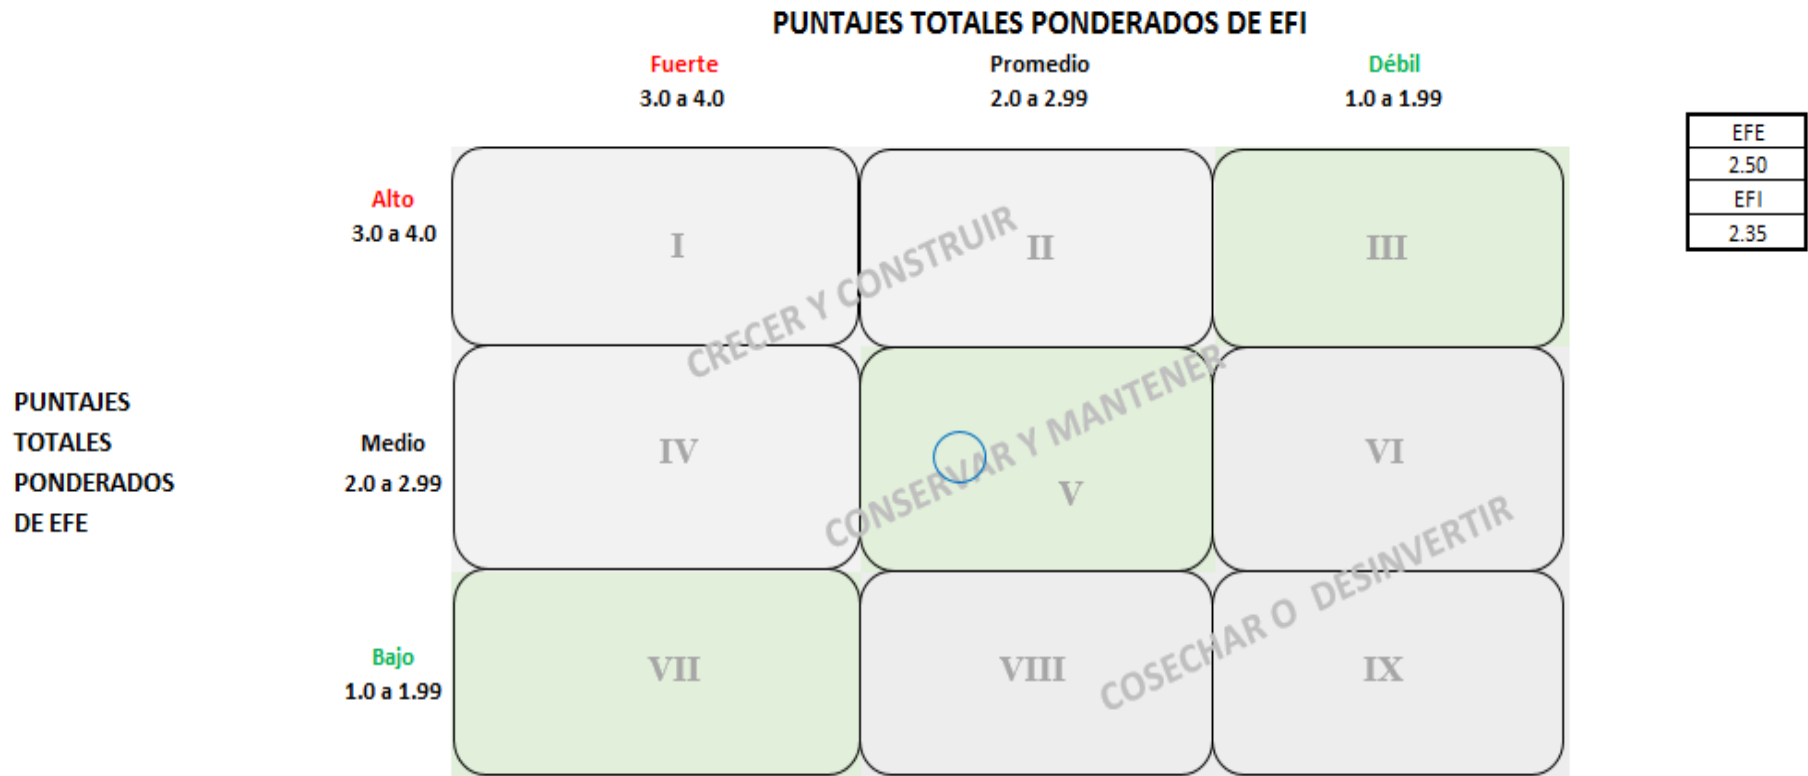 PUNTAJES TOTALES PONDERADOS DE EFI
Fuerte
3.0 a 4.0
Promedio
2.0 a 2.99
Débil
1.0 a 1.99
EFE
2.50
EFI
2.35
Alto
3.0 a 4.0
I
II
III
CRECER Y CONSTRUIR
PUNTAJES
TOTALES
PONDERADOS
DE EFE
Medio
2.0 a 2.99
IV
V
VI
CONSERVAR Y MANTENER
Bajo
1.0 a 1.99
VII
VIII
IX
COSECHAR O DESINVERTIR